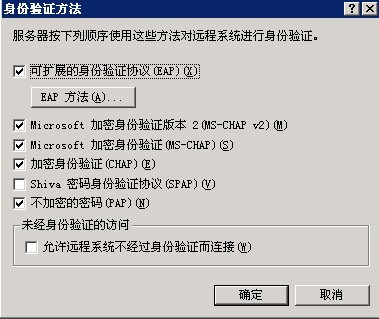 身份验证方法
服务器按下列顺序使用这些方法对远程系统进行身份验证。
可扩展的身份验证协议(EAP)(X)
EAP 方法(A)...
Microsoft 加密身份验证版本 2(MS-CHAP v2)(M)
Microsoft 加密身份验证(MS-CHAP)(S)
加密身份验证(CHAP)(E)
Shiva 密码身份验证协议(SPAP)(V)
不加密的密码(PAP)(N)
未经身份验证的访问
允许远程系统不经过身份验证而连接(W)
确定
取消